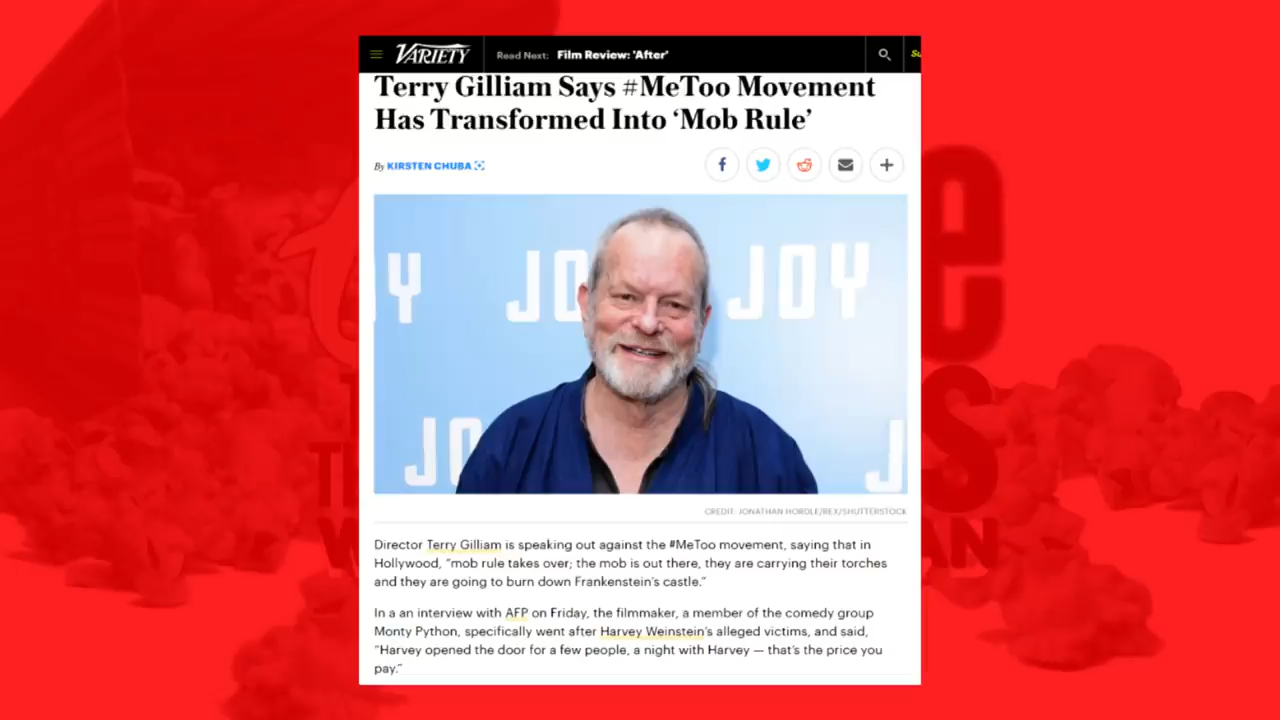 VARIETY
Read Next: Film Review: 'After'
Terry Gilliam Says #MeToo Movement
Has Transformed Into ‘Mob Rule’
By KIRSTEN CHUBA
JOY
JOY
CREDIT: JONATHAN HORDLE/REX/SHUTTERSTOCK
Director Terry Gilliam is speaking out against the #MeToo movement, saying that in
Hollywood, “mob rule takes over; the mob is out there, they are carrying their torches
and they are going to burn down Frankenstein’s castle.”
In a an interview with AFP on Friday, the filmmaker, a member of the comedy group
Monty Python, specifically went after Harvey Weinstein’s alleged victims, and said,
“Harvey opened the door for a few people, a night with Harvey — that’s the price you
pay.”